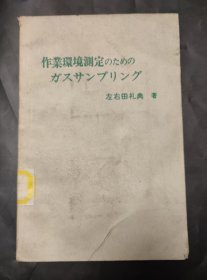 作業環境測定のための
ガスサンプリング
左右田礼典 著